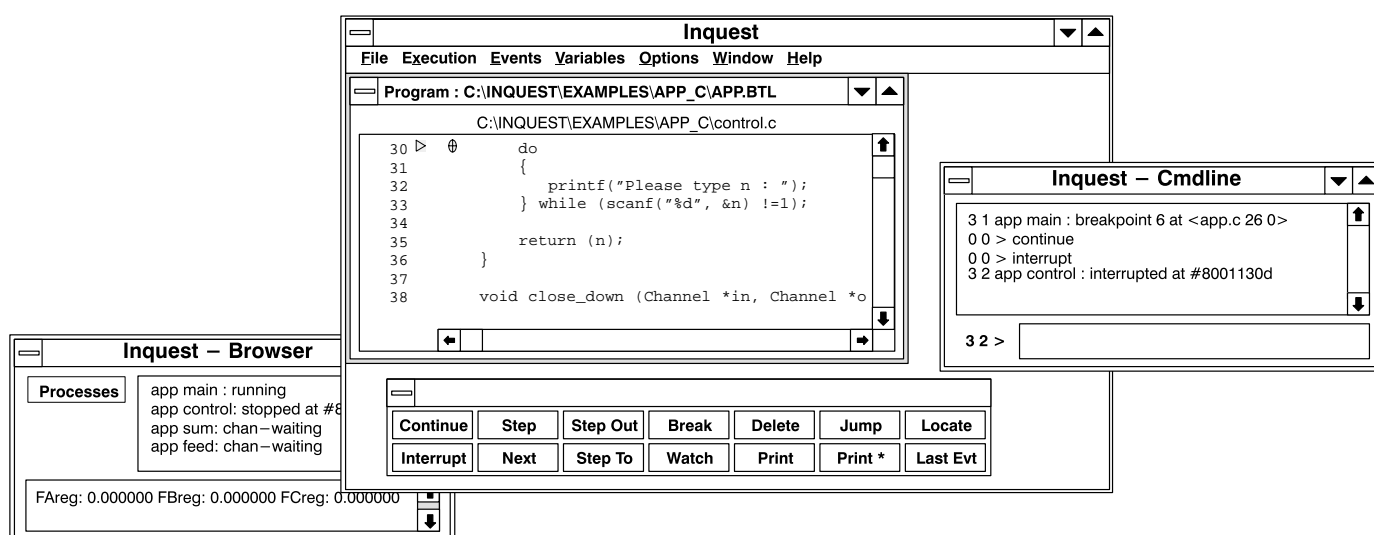 Inquest
File Execution Events Variables Options Window Help
Program : C:\INQUEST\EXAMPLES\APP_C\APP.BTL
C:\INQUEST\EXAMPLES\APP_C\control.c
30 do
31 {
32 printf("Please type n : ");
33 } while (scanf("%d", &n) !=1);
34
35 return (n);
36 }
37
38 void close_down (Channel *in, Channel *o
Inquest – Cmdline
3 1 app main : breakpoint 6 at <app.c 26 0>
0 0 > continue
0 0 > interrupt
3 2 app control : interrupted at #8001130d
3 2 >
Inquest – Browser
Processes
app main : running
app control: stopped at #8
app sum: chan–waiting
app feed: chan–waiting
FAreg: 0.000000 FBreg: 0.000000 FCreg: 0.000000
Continue Step Step Out Break Delete Jump Locate
Interrupt Next Step To Watch Print Print * Last Evt